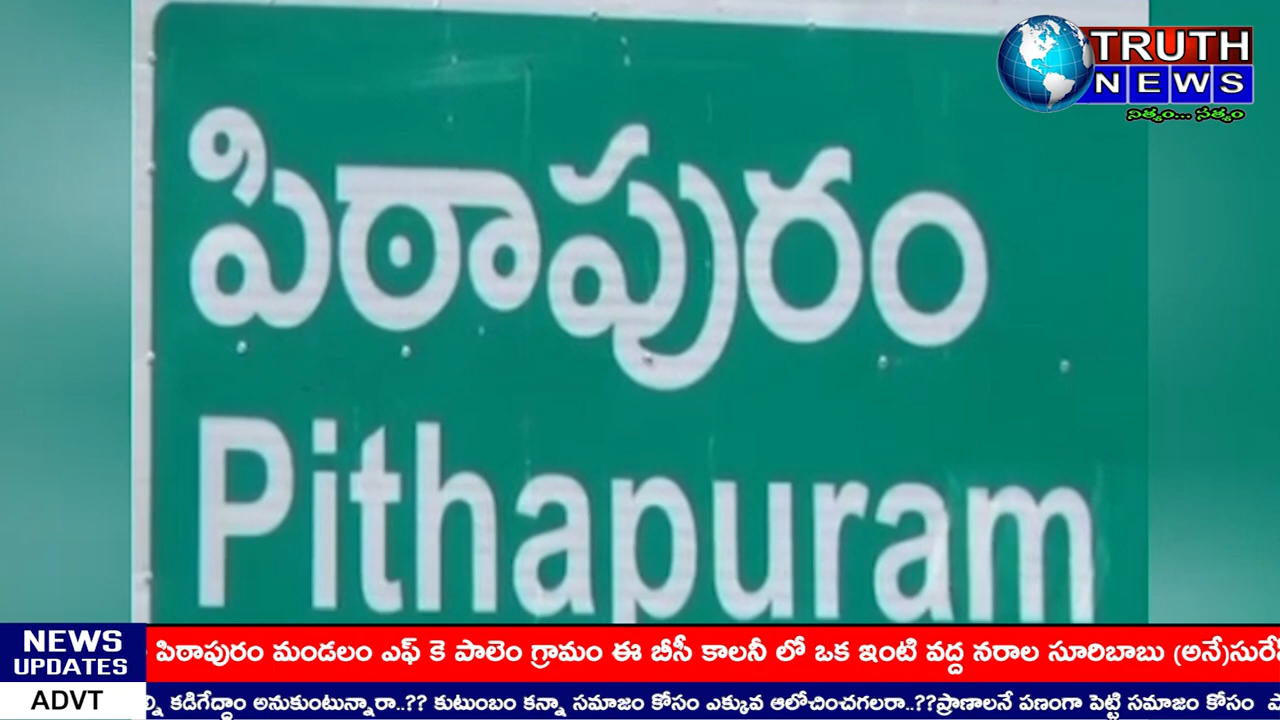 TRUTH
NEWS
నిత్యం... సత్యం
పిఠాపురం
Pithapuram
NEWS
UPDATES
పిఠాపురం మండలం ఎఫ్ కె పాలెం గ్రామం ఈ బీసీ కాలనీ లో ఒక ఇంటి వద్ద నరాల సూరిబాబు (అనే)
ADVT
కడిగేద్దాం అనుకుంటున్నారా..?? కుటుంబం కన్నా సమాజం కోసం ఎక్కువ ఆలోచించగలరా..??ప్రాణాలనే పణంగా పెట్టి సమాజం కోసం